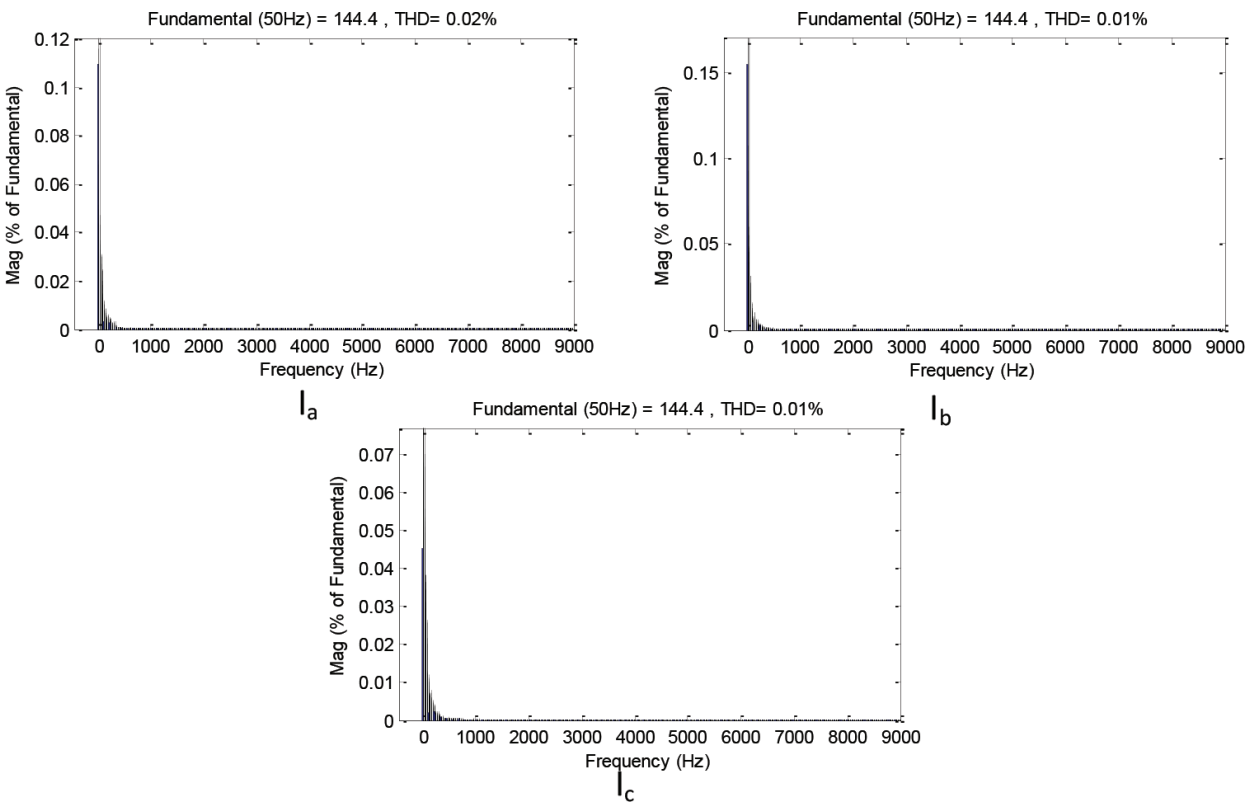 Fundamental (50Hz) = 144.4 , THD= 0.02%
0.12
0.1
0.08
0.06
0.04
0.02
0
Mag (% of Fundamental)
0 1000 2000 3000 4000 5000 6000 7000 8000 9000
Frequency (Hz)
Ia
Fundamental (50Hz) = 144.4 , THD= 0.01%
0.15
0.1
0.05
0
Mag (% of Fundamental)
0 1000 2000 3000 4000 5000 6000 7000 8000 9000
Frequency (Hz)
Ib
Fundamental (50Hz) = 144.4 , THD= 0.01%
0.07
0.06
0.05
0.04
0.03
0.02
0.01
0
Mag (% of Fundamental)
0 1000 2000 3000 4000 5000 6000 7000 8000 9000
Frequency (Hz)
Ic